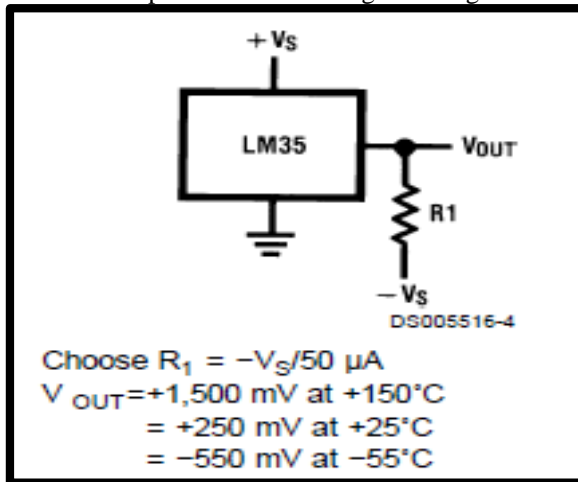 + VS
LM35
VOUT
R1
− VS
DS005516-4
Choose R1 = −VS/50 µA
V OUT=+1,500 mV at +150°C
= +250 mV at +25°C
= −550 mV at −55°C